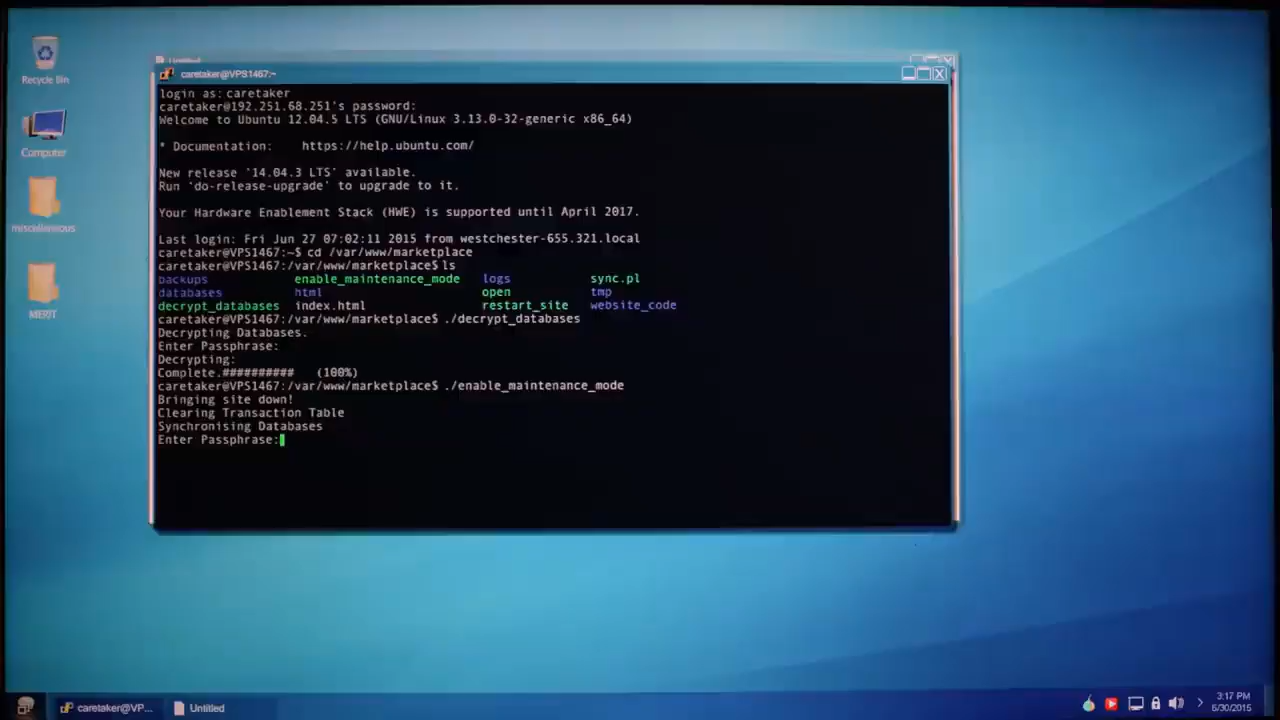 Recycle Bin
Computer
miscellaneous
MERIT
Untitled
caretaker@VPS1467:~
login as: caretaker
caretaker@192.251.68.251's password:
Welcome to Ubuntu 12.04.5 LTS (GNU/Linux 3.13.0-32-generic x86_64)
* Documentation: https://help.ubuntu.com/
New release '14.04.3 LTS' available.
Run 'do-release-upgrade' to upgrade to it.
Your Hardware Enablement Stack (HWE) is supported until April 2017.
Last login: Fri Jun 27 07:02:11 2015 from westchester-655.321.local
caretaker@VPS1467:~$ cd /var/www/marketplace
caretaker@VPS1467:/var/www/marketplace$ ls
backups enable_maintenance_mode logs sync.pl
databases html open tmp
decrypt_databases index.html restart_site website_code
caretaker@VPS1467:/var/www/marketplace$ ./decrypt_databases
Decrypting Databases.
Enter Passphrase:
Decrypting:
Complete.########## (100%)
caretaker@VPS1467:/var/www/marketplace$ ./enable_maintenance_mode
Bringing site down!
Clearing Transaction Table
Synchronising Databases
Enter Passphrase:
caretaker@VP...
Untitled
3:17 PM
6/30/2015